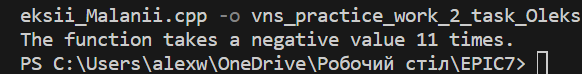 eksii_Malanii.cpp -o vns_practice_work_2_task_Oleks
The function takes a negative value 11 times.
PS C:\Users\alexw\OneDrive\Робочий стіл\EPIC7>